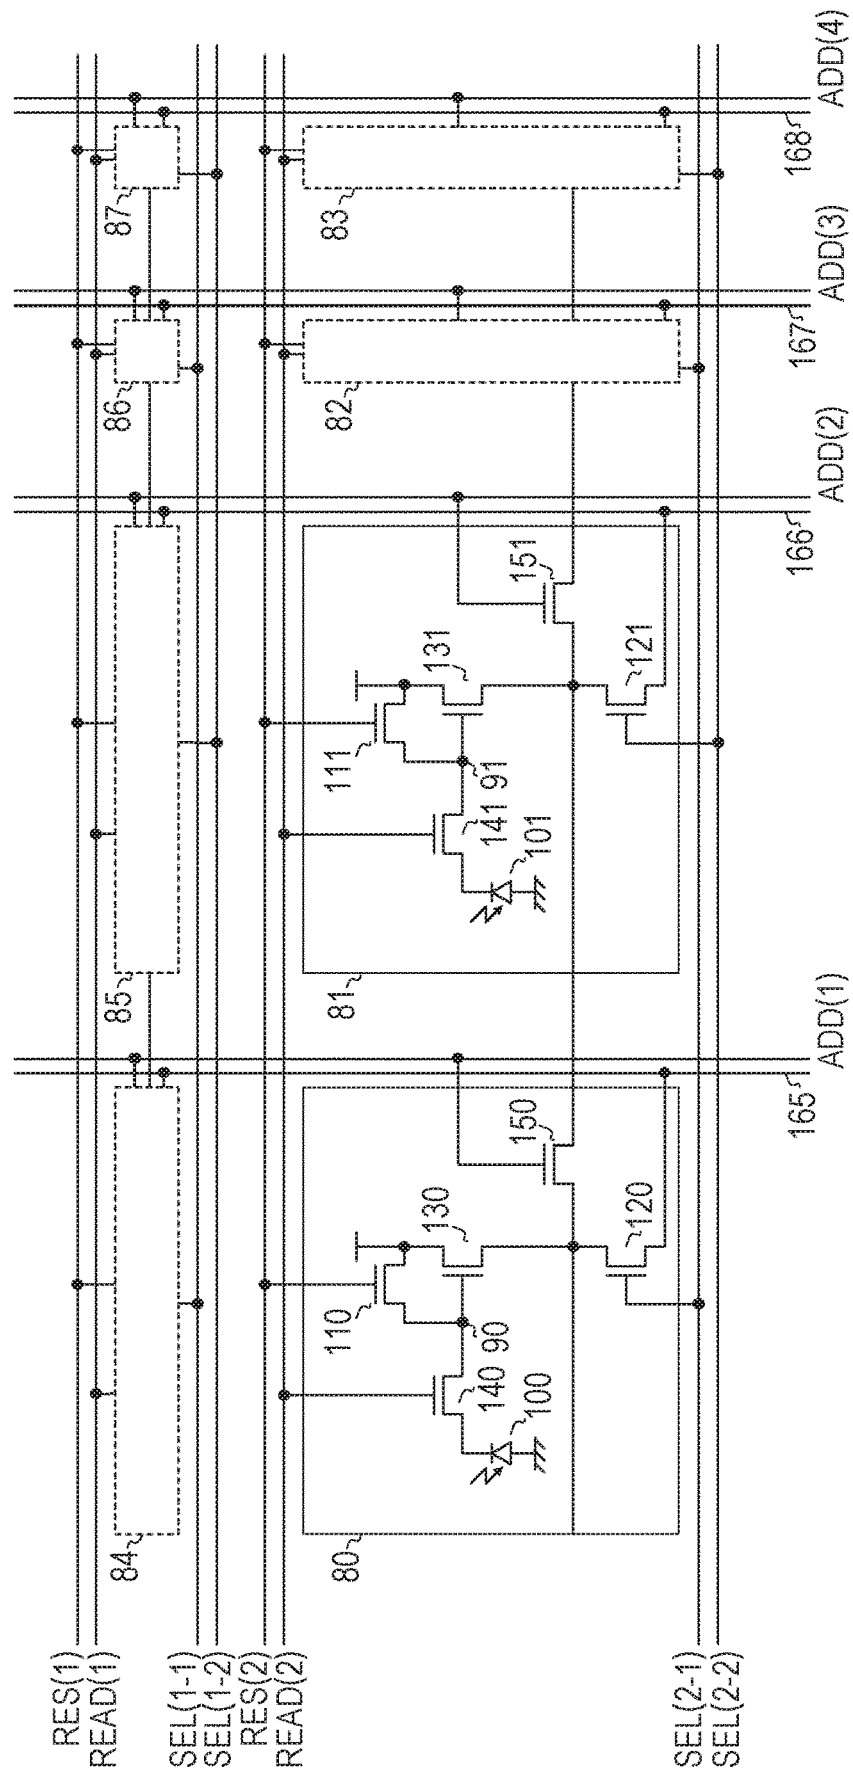 RES(1)
READ(1)
SEL(1-1)
SEL(1-2)
RES(2)
READ(2)
SEL(2-1)
SEL(2-2)
84
85
86
87
80
81
82
83
110
130
140
90
100
150
120
111
131
141
91
101
151
121
165
166
167
168
ADD(1)
ADD(2)
ADD(3)
ADD(4)